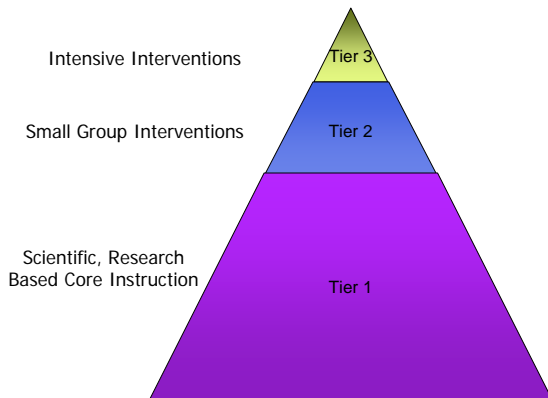 Intensive Interventions
Tier 3
Small Group Interventions
Tier 2
Scientific, Research
Based Core Instruction
Tier 1